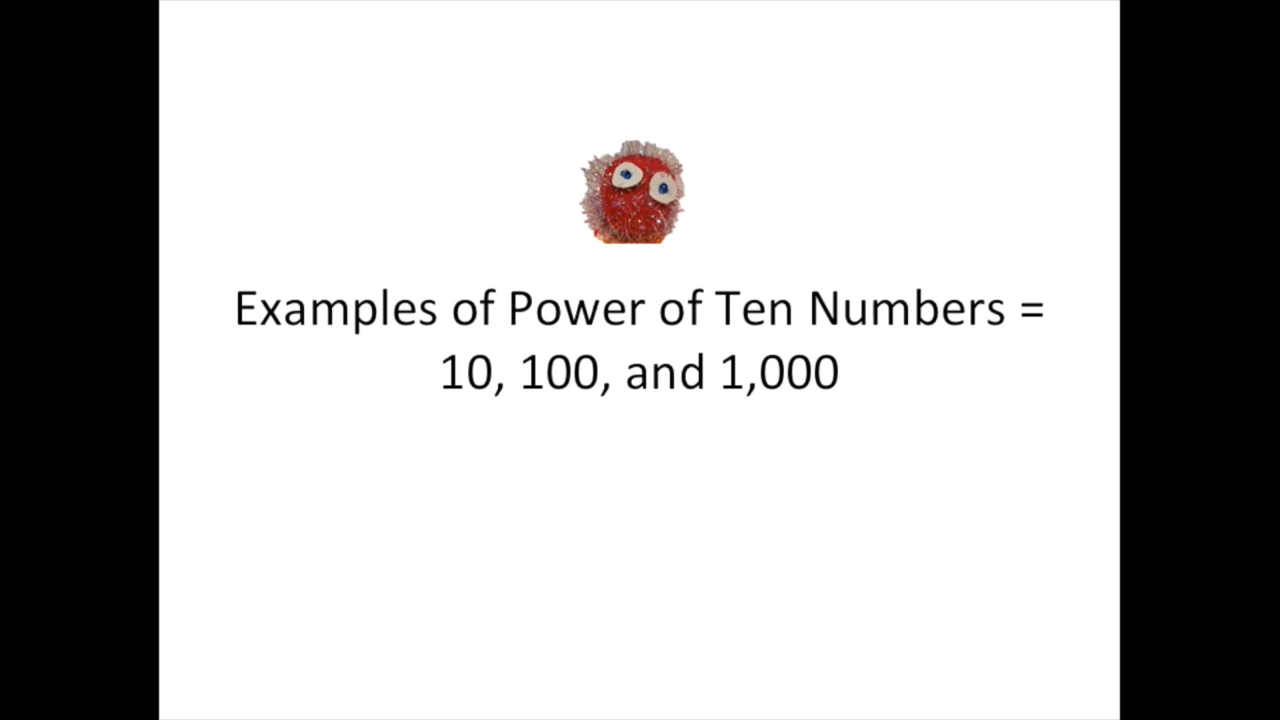 Examples of Power of Ten Numbers =
10, 100, and 1,000